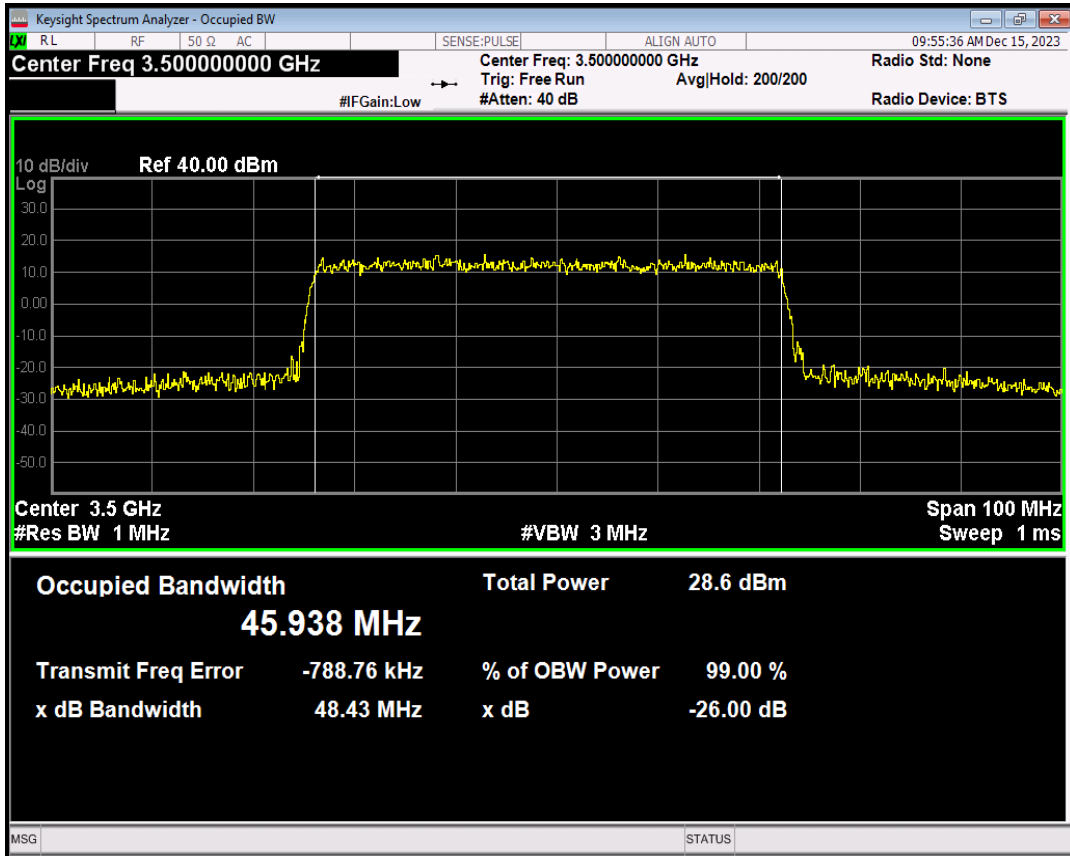 Keysight Spectrum Analyzer - Occupied BW
LXI RL RF 50 Ω AC SENSE:PULSE ALIGN AUTO 09:55:36 AM Dec 15, 2023
Center Freq 3.500000000 GHz
Center Freq: 3.500000000 GHz
Radio Std: None
Trig: Free Run Avg|Hold: 200/200
#IFGain:Low
#Atten: 40 dB
Radio Device: BTS
10 dB/div Ref 40.00 dBm
Log
30.0
20.0
10.0
0.00
-10.0
-20.0
-30.0
-40.0
-50.0
Center 3.5 GHz Span 100 MHz
#Res BW 1 MHz #VBW 3 MHz Sweep 1 ms
Occupied Bandwidth Total Power 28.6 dBm
45.938 MHz
Transmit Freq Error -788.76 kHz % of OBW Power 99.00 %
x dB Bandwidth 48.43 MHz x dB -26.00 dB
MSG STATUS